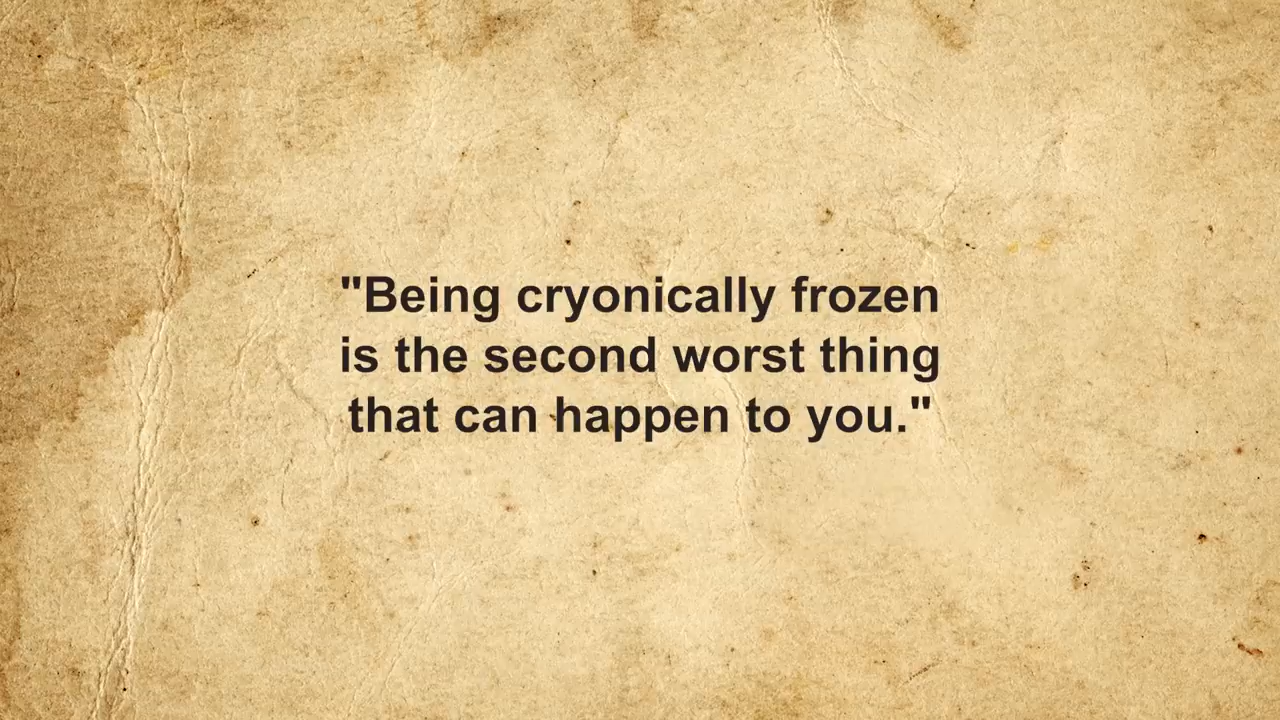 "Being cryonically frozen
is the second worst thing
that can happen to you."